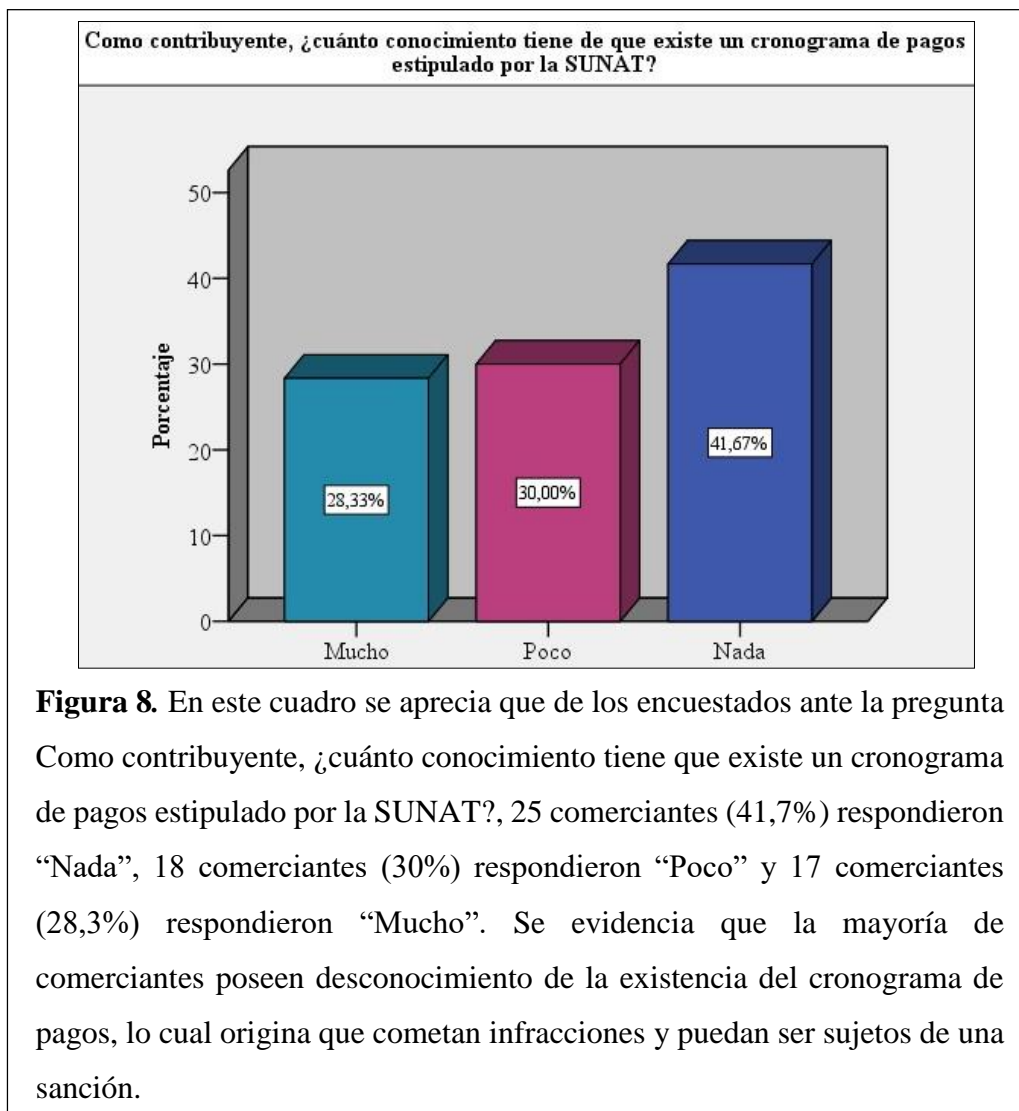 Como contribuyente, ¿cuánto conocimiento tiene de que existe un cronograma de pagos
estipulado por la SUNAT?
Porcentaje
50
40
30
20
10
0
28,33%
30,00%
41,67%
Mucho
Poco
Nada
Figura 8. En este cuadro se aprecia que de los encuestados ante la pregunta
Como contribuyente, ¿cuánto conocimiento tiene que existe un cronograma
de pagos estipulado por la SUNAT?, 25 comerciantes (41,7%) respondieron
“Nada”, 18 comerciantes (30%) respondieron “Poco” y 17 comerciantes
(28,3%) respondieron “Mucho”. Se evidencia que la mayoría de
comerciantes poseen desconocimiento de la existencia del cronograma de
pagos, lo cual origina que cometan infracciones y puedan ser sujetos de una
sanción.